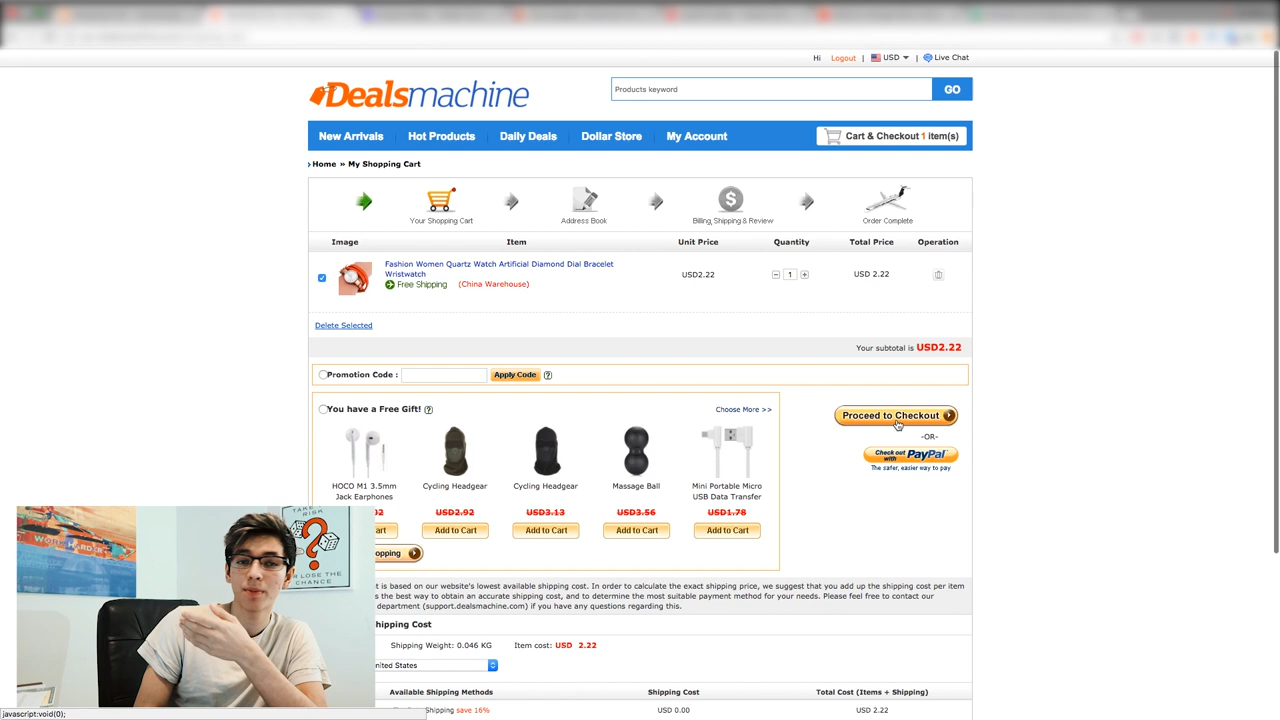 Hi Logout | USD | Live Chat
Dealsmachine
Products keyword GO
New Arrivals Hot Products Daily Deals Dollar Store My Account Cart & Checkout 1 item(s)
Home » My Shopping Cart
Your Shopping Cart Address Book Billing, Shipping & Review Order Complete
Image Item Unit Price Quantity Total Price Operation
Fashion Women Quartz Watch Artificial Diamond Dial Bracelet
Wristwatch
USD2.22 1 USD 2.22
Free Shipping (China Warehouse)
Delete Selected
Your subtotal is USD2.22
Promotion Code : Apply Code ?
You have a Free Gift! ? Choose More >>
Proceed to Checkout
-OR-
Check out with PayPal
The safer, easier way to pay
HOCO M1 3.5mm
Jack Earphones
Cycling Headgear
Cycling Headgear
Massage Ball
Mini Portable Micro
USB Data Transfer
USD2.92 USD3.13 USD3.56 USD1.78
Add to Cart Add to Cart Add to Cart Add to Cart
TAKE
RISK
OR LOSE THE
CHANCE
WORK HARDER
is based on our website's lowest available shipping cost. In order to calculate the exact shipping price, we suggest that you add up the shipping cost per item
s the best way to obtain an accurate shipping cost, and to determine the most suitable payment method for your needs. Please feel free to contact our
department (support.dealsmachine.com) if you have any questions regarding this.
hipping Cost
Shipping Weight: 0.046 KG Item cost: USD 2.22
nited States
Available Shipping Methods Shipping Cost Total Cost (Items + Shipping)
save 16% USD 0.00 USD 2.22
javascript:void(0);